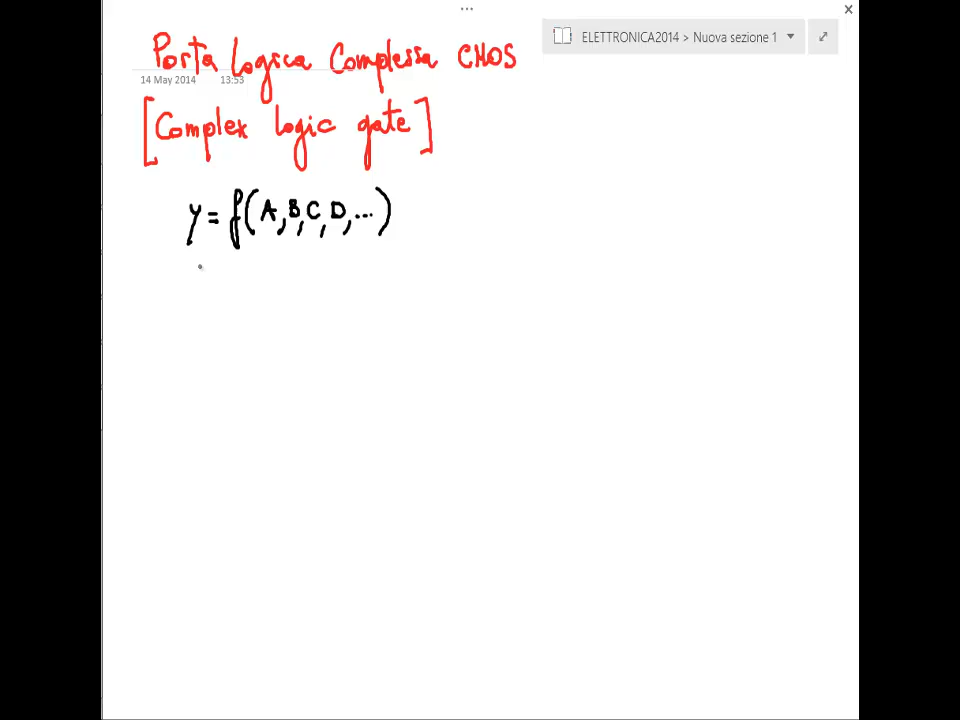 ELETTRONICA2014 > Nuova sezione 1
Porta Logica Complessa CMOS
14 May 2014 13:53
[Complex logic gate]
y = f(A, B, C, D, ...)